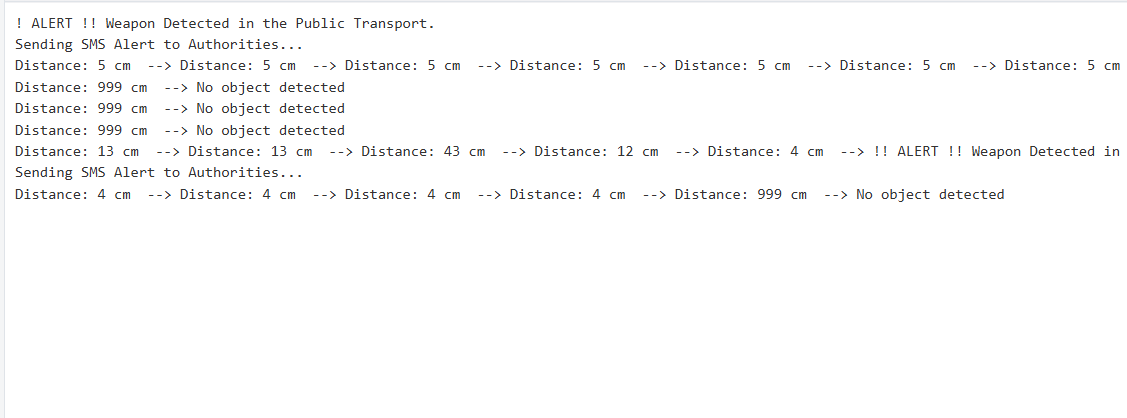 ! ALERT !! Weapon Detected in the Public Transport.
Sending SMS Alert to Authorities...
Distance: 5 cm  --> Distance: 5 cm  --> Distance: 5 cm  --> Distance: 5 cm  --> Distance: 5 cm  --> Distance: 5 cm  --> Distance: 5 cm
Distance: 999 cm  --> No object detected
Distance: 999 cm  --> No object detected
Distance: 999 cm  --> No object detected
Distance: 13 cm  --> Distance: 13 cm  --> Distance: 43 cm  --> Distance: 12 cm  --> Distance: 4 cm  --> !! ALERT !! Weapon Detected in
Sending SMS Alert to Authorities...
Distance: 4 cm  --> Distance: 4 cm  --> Distance: 4 cm  --> Distance: 4 cm  --> Distance: 999 cm  --> No object detected